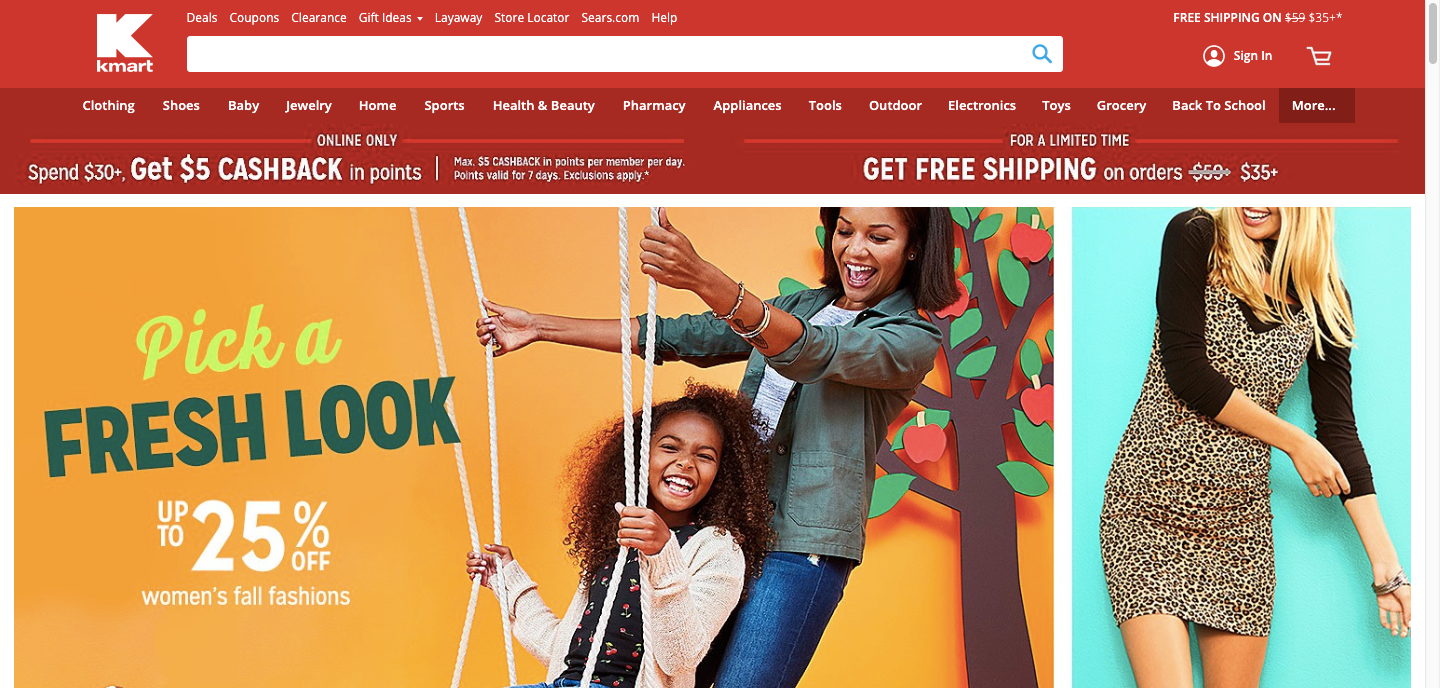 Deals Coupons Clearance Gift Ideas Layaway Store Locator Sears.com Help
FREE SHIPPING ON $59 $35+*
kmart
Sign In
Clothing Shoes Baby Jewelry Home Sports Health & Beauty Pharmacy Appliances Tools Outdoor Electronics Toys Grocery Back To School More...
ONLINE ONLY
Spend $30+, Get $5 CASHBACK in points
Max. $5 CASHBACK in points per member per day.
Points valid for 7 days. Exclusions apply.*
FOR A LIMITED TIME
GET FREE SHIPPING on orders $59+ $35+
Pick a
FRESH LOOK
UP TO 25% OFF
women's fall fashions